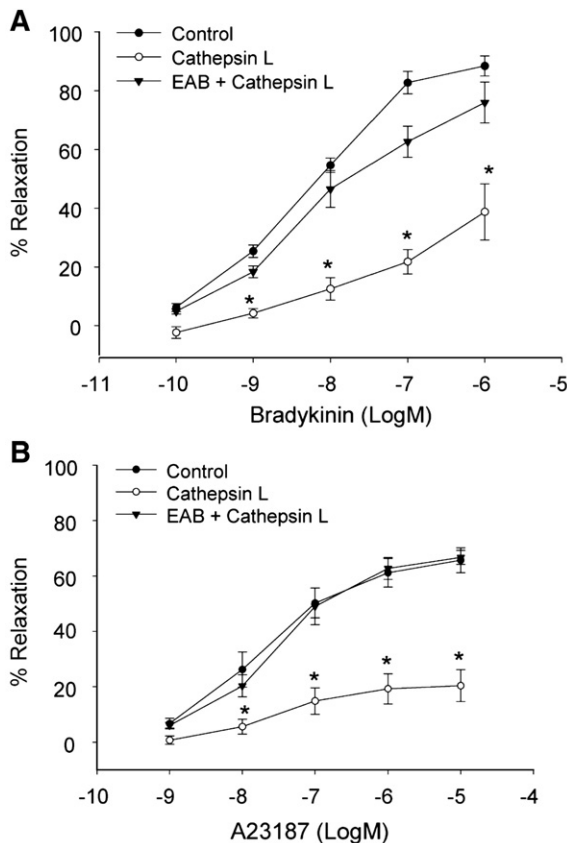 A
Control
Cathepsin L
EAB + Cathepsin L
100
80
60
40
20
0
% Relaxation
*
*
*
*
-11 -10 -9 -8 -7 -6 -5
Bradykinin (LogM)
B
Control
Cathepsin L
EAB + Cathepsin L
100
80
60
40
20
0
% Relaxation
*
*
*
*
-10 -9 -8 -7 -6 -5 -4
A23187 (LogM)